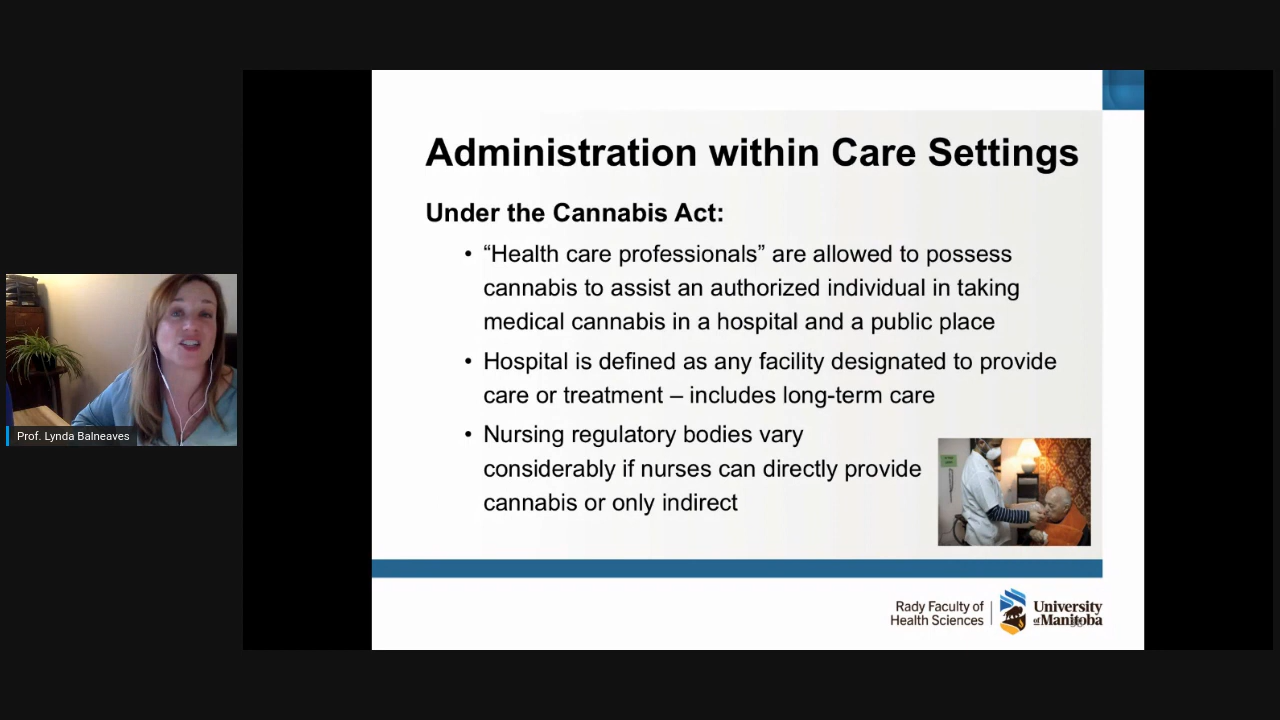 Administration within Care Settings
Under the Cannabis Act:
• “Health care professionals” are allowed to possess
cannabis to assist an authorized individual in taking
medical cannabis in a hospital and a public place
• Hospital is defined as any facility designated to provide
care or treatment – includes long-term care
• Nursing regulatory bodies vary
considerably if nurses can directly provide
cannabis or only indirect
Prof. Lynda Balneaves
Rady Faculty of
Health Sciences
University
of Manitoba